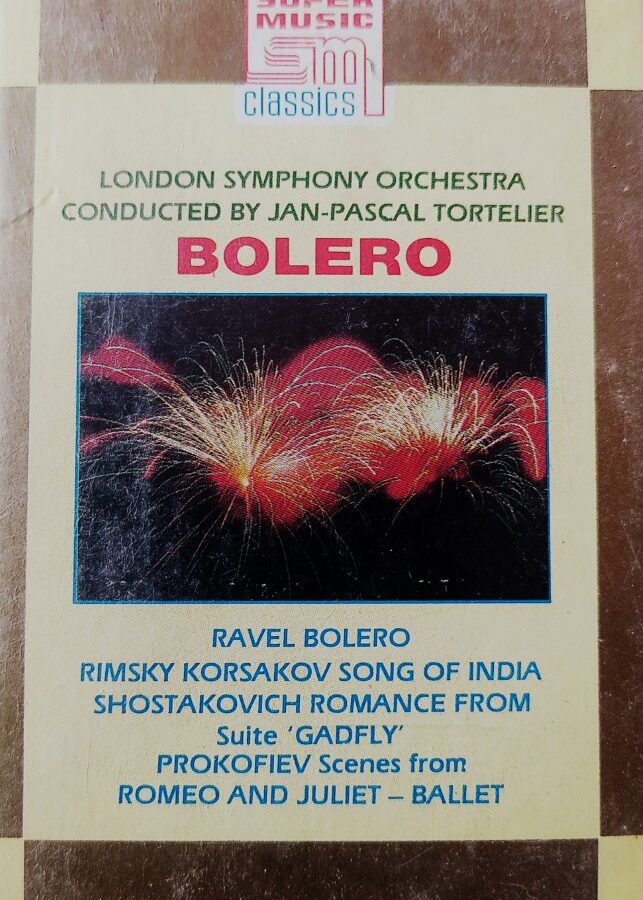 SUPER
MUSIC
sm
classics
LONDON SYMPHONY ORCHESTRA
CONDUCTED BY JAN-PASCAL TORTELIER
BOLERO
RAVEL BOLERO
RIMSKY KORSAKOV SONG OF INDIA
SHOSTAKOVICH ROMANCE FROM
Suite ‘GADFLY’
PROKOFIEV Scenes from
ROMEO AND JULIET – BALLET